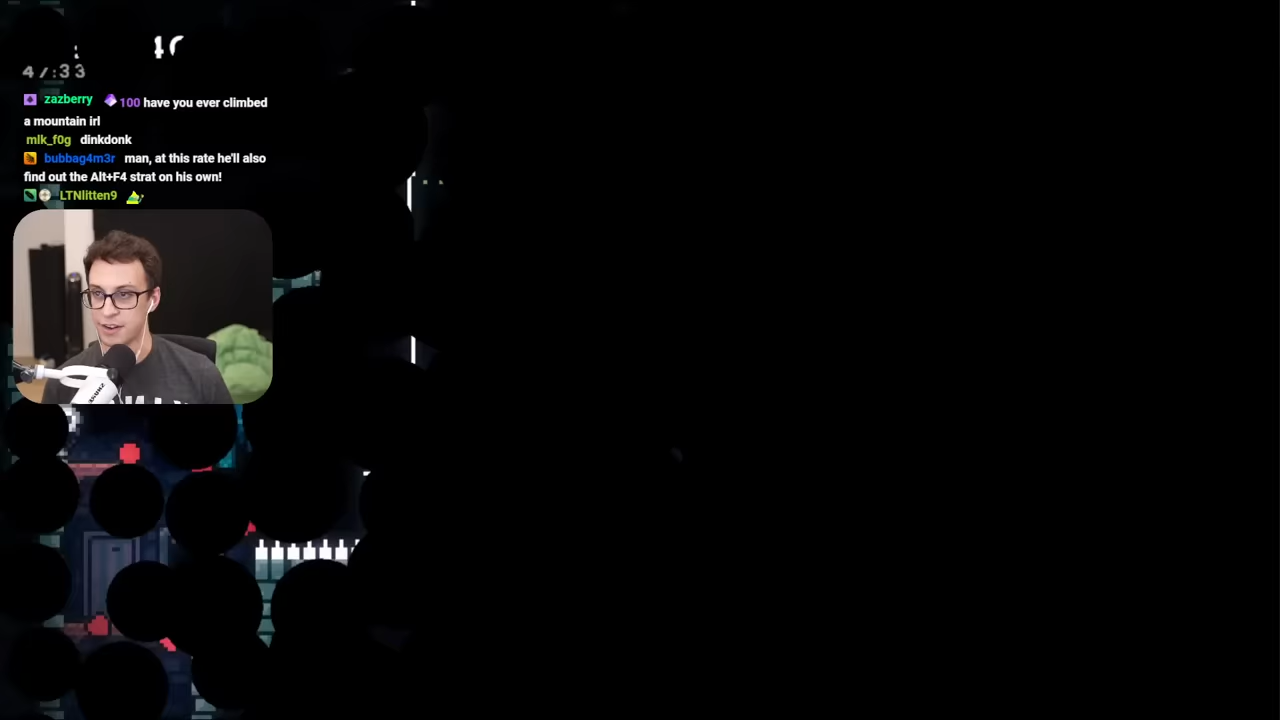 47:33
zazberry 100 have you ever climbed
a mountain irl
mlk_f0g dinkdonk
bubbag4m3r man, at this rate he'll also
find out the Alt+F4 strat on his own!
LTNlitten9